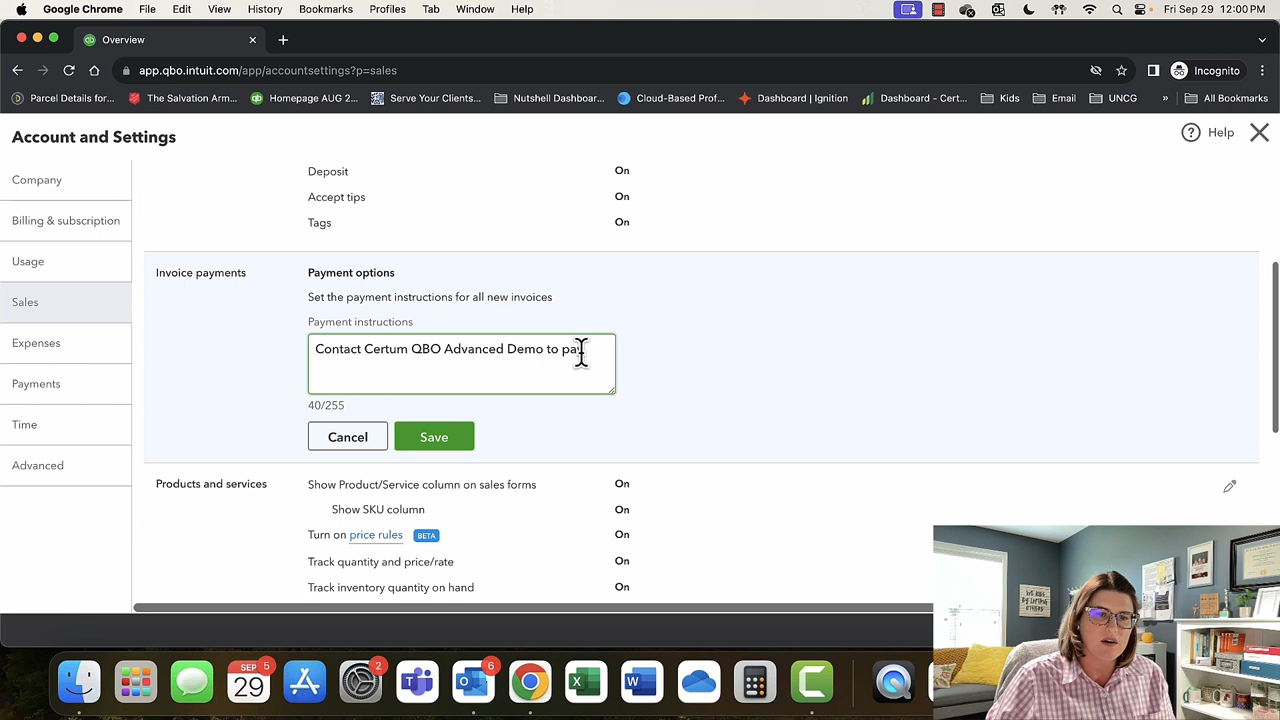 Google Chrome File Edit View History Bookmarks Profiles Tab Window Help Fri Sep 29 12:00 PM
Overview
app.qbo.intuit.com/app/accountsettings?p=sales Incognito
Parcel Details for... The Salvation Arm... Homepage AUG 2... Serve Your Clients... Nutshell Dashboar... Cloud-Based Prof... Dashboard | Ignition Dashboard - Cert... Kids Email UNCG » All Bookmarks
Account and Settings Help
Company
Billing & subscription
Usage
Sales
Expenses
Payments
Time
Advanced
Deposit On
Accept tips On
Tags On
Invoice payments Payment options
Set the payment instructions for all new invoices
Payment instructions
Contact Certum QBO Advanced Demo to pay
40/255
Cancel Save
Products and services Show Product/Service column on sales forms On
Show SKU column On
Turn on price rules BETA On
Track quantity and price/rate On
Track inventory quantity on hand On
SEP 5
29
2
6